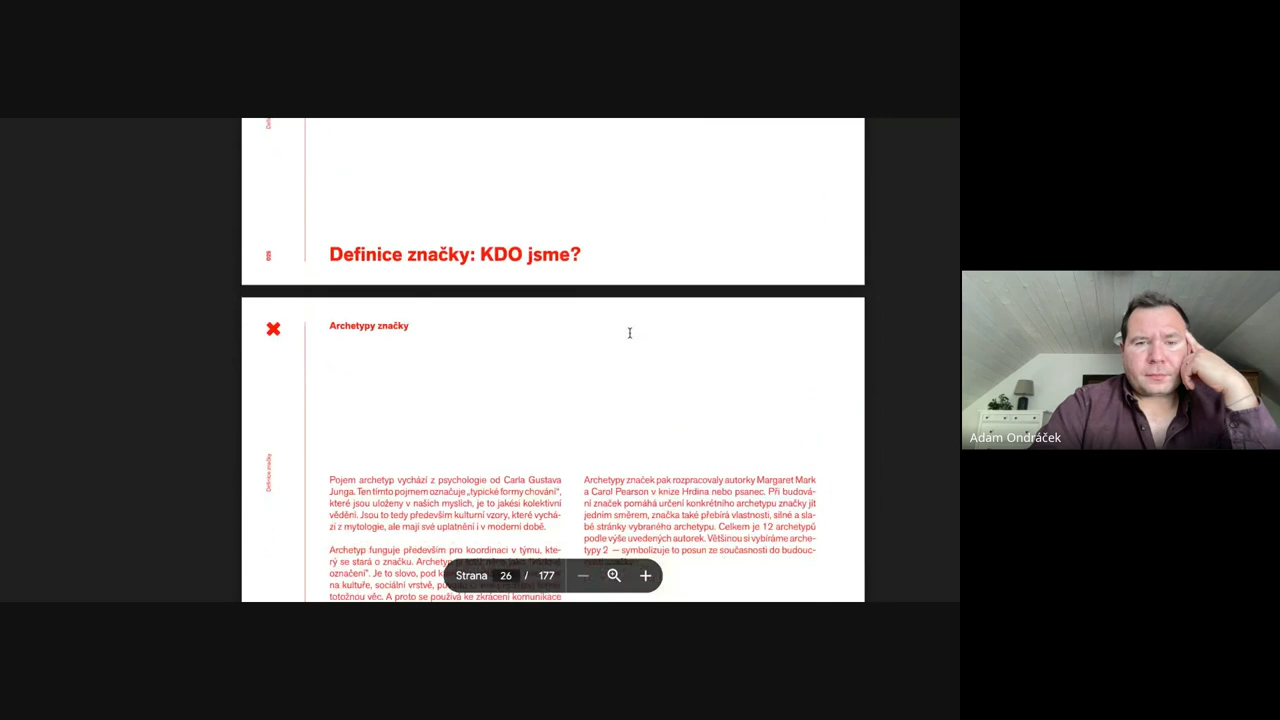 025
Definice značky: KDO jsme?
Archetypy značky
Definice značky
Pojem archetyp vychází z psychologie od Carla Gustava
Junga. Ten tímto pojmem označuje „typické formy chování“,
které jsou uloženy v našich myslích, je to jakési kolektivní
vědění. Jsou to tedy především kulturní vzory, které vychá-
zí z mytologie, ale mají své uplatnění i v moderní době.
Archetyp funguje především pro koordinaci v týmu, kte-
rý se stará o značku. Archetyp
označení“. Je to slovo, pod
na kultuře, sociální vrstvě,
totožnou věc. A proto se používá ke zkrácení komunikace
Archetypy značek pak rozpracovaly autorky Margaret Mark
a Carol Pearson v knize Hrdina nebo psanec. Při budová-
ní značek pomáhá určení konkrétního archetypu značky jít
jedním směrem, značka také přebírá vlastnosti, silné a sla-
bé stránky vybraného archetypu. Celkem je 12 archetypů
podle výše uvedených autorek. Většinou si vybíráme arche-
typy 2 — symbolizuje to posun ze současnosti do budouc-
Strana 26 / 177
Adam Ondráček